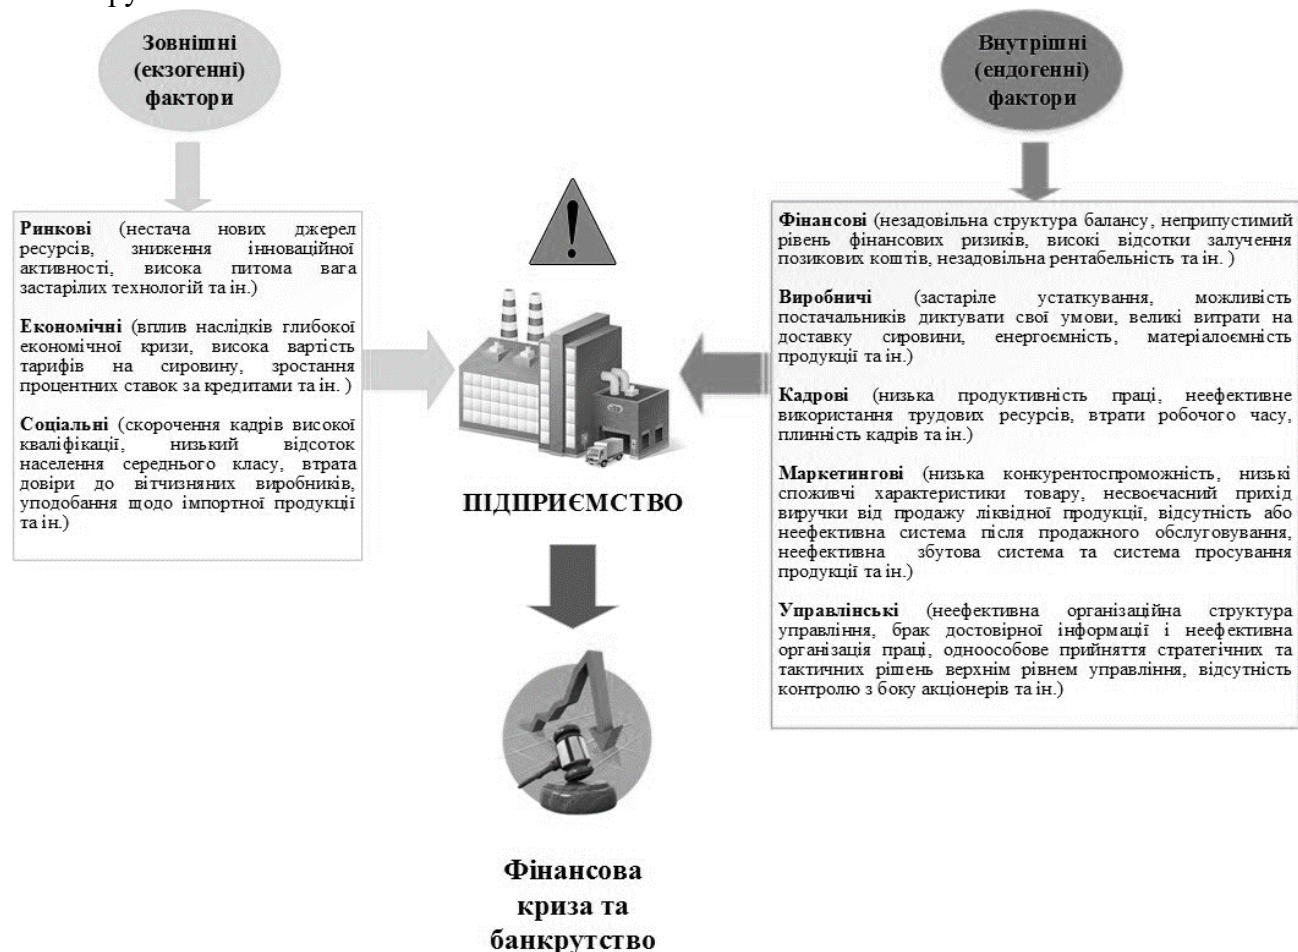 Зовнішні
(екзогенні)
фактори
Ринкові (нестача нових джерел
ресурсів, зниження інноваційної
активності, висока питома вага
застарілих технологій та ін.)
Економічні (вплив наслідків глибокої
економічної кризи, висока вартість
тарифів на сировину, зростання
процентних ставок за кредитами та ін. )
Соціальні (скорочення кадрів високої
кваліфікації, низький відсоток
населення середнього класу, втрата
довіри до вітчизняних виробників,
уподобання щодо імпортної продукції
та ін.)
ПІДПРИЄМСТВО
Фінансова
криза та
банкрутство
Внутрішні
(ендогенні)
фактори
Фінансові (незадовільна структура балансу, неприпустимий
рівень фінансових ризиків, високі відсотки залучення
позикових коштів, незадовільна рентабельність та ін. )
Виробничі (застаріле устаткування, можливість
постачальників диктувати свої умови, великі витрати на
доставку сировини, енергоємність, матеріалоємність
продукції та ін.)
Кадрові (низька продуктивність праці, неефективне
використання трудових ресурсів, втрати робочого часу,
плинність кадрів та ін.)
Маркетингові (низька конкурентоспроможність, низькі
споживчі характеристики товару, несвоєчасний прихід
виручки від продажу ліквідної продукції, відсутність або
неефективна система після продажного обслуговування,
неефективна збутова система та система просування
продукції та ін.)
Управлінські (неефективна організаційна структура
управління, брак достовірної інформації і неефективна
організація праці, одноособове прийняття стратегічних та
тактичних рішень верхнім рівнем управління, відсутність
контролю з боку акціонерів та ін.)